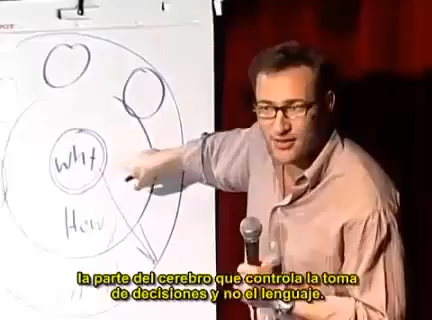 why
How
la parte del cerebro que controla la toma
de decisiones y no el lenguaje.